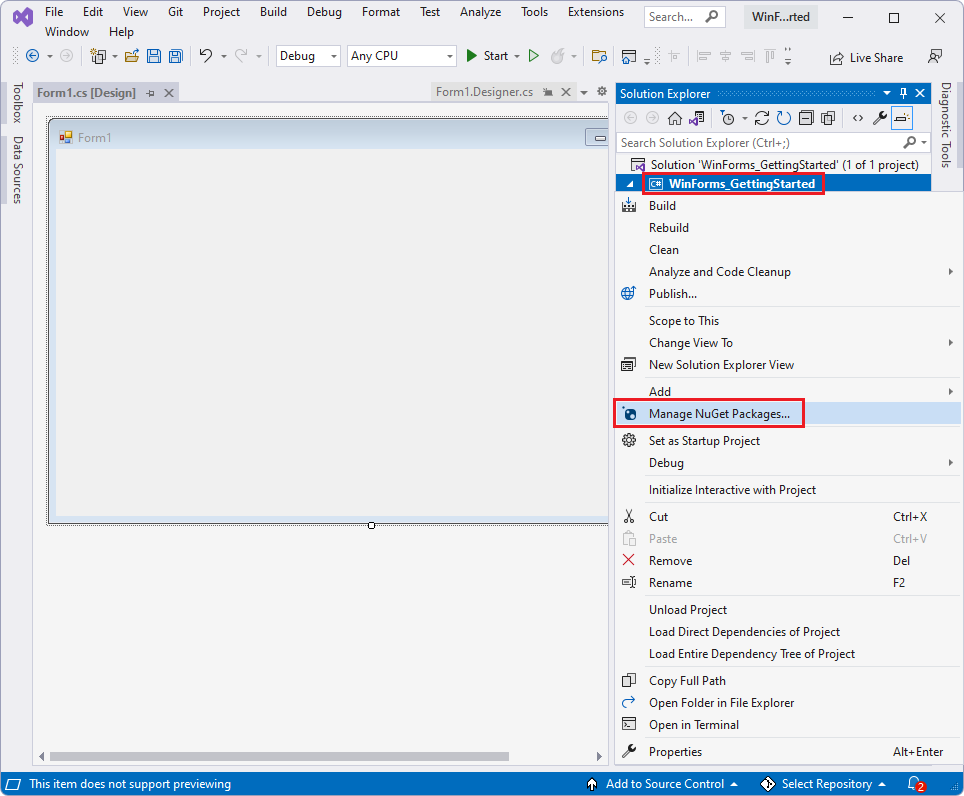 File Edit View Git Project Build Debug Format Test Analyze Tools Extensions Search... WinF...rted
Window Help
Debug Any CPU Start Live Share
Toolbox
Data Sources
Form1.cs [Design] Form1.Designer.cs
Form1
Solution Explorer
Search Solution Explorer (Ctrl+;)
Solution 'WinForms_GettingStarted' (1 of 1 project)
C# WinForms_GettingStarted
Diagnostic Tools
Build
Rebuild
Clean
Analyze and Code Cleanup
Publish...
Scope to This
Change View To
New Solution Explorer View
Add
Manage NuGet Packages...
Set as Startup Project
Debug
Initialize Interactive with Project
Cut Ctrl+X
Paste Ctrl+V
Remove Del
Rename F2
Unload Project
Load Direct Dependencies of Project
Load Entire Dependency Tree of Project
Copy Full Path
Open Folder in File Explorer
Open in Terminal
Properties Alt+Enter
This item does not support previewing Add to Source Control Select Repository 2